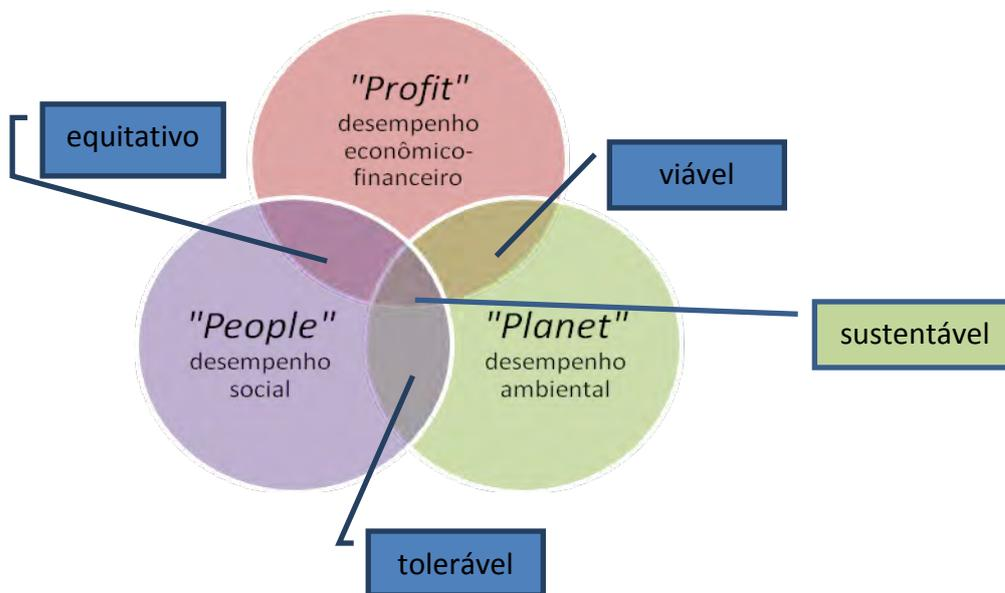 "Profit"
desempenho
econômico-
financeiro
equitativo
viável
"People"
desempenho
social
"Planet"
desempenho
ambiental
sustentável
tolerável